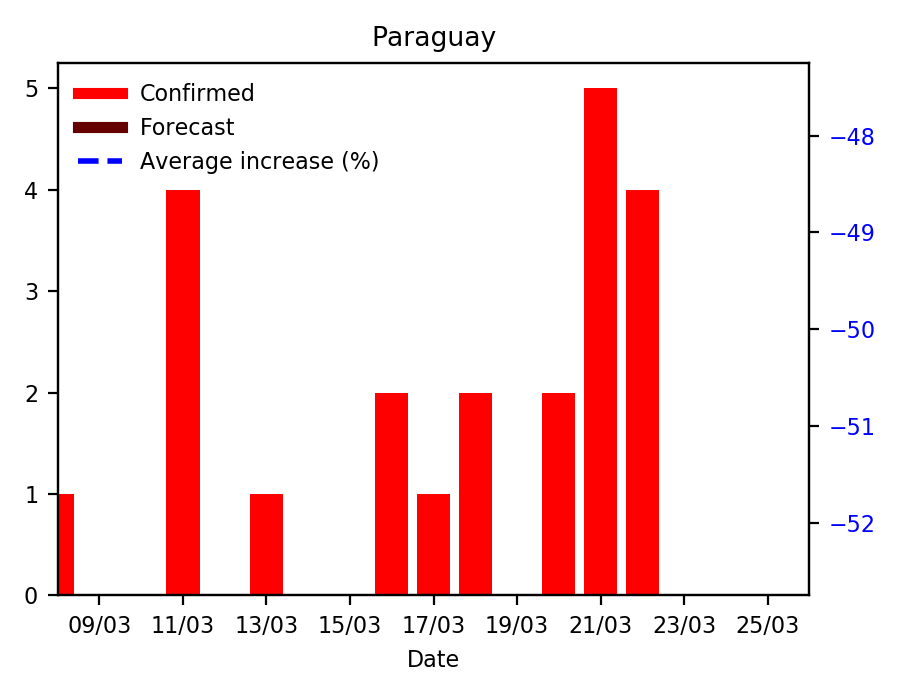 Paraguay
Confirmed
Forecast
Average increase (%)
5
4
3
2
1
0
−48
−49
−50
−51
−52
09/03 11/03 13/03 15/03 17/03 19/03 21/03 23/03 25/03
Date